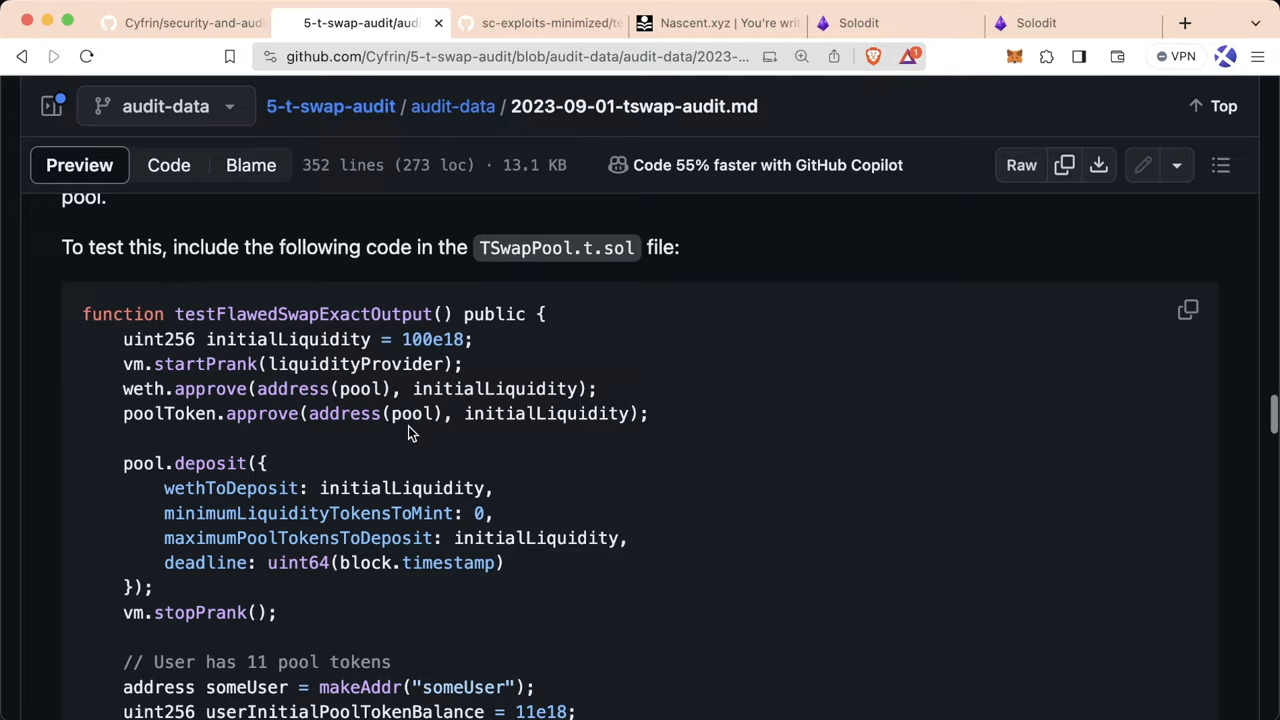 Cyfrin/security-and-audi
5-t-swap-audit/audi
sc-exploits-minimized/te
Nascent.xyz | You're writ
Solodit
Solodit
github.com/Cyfrin/5-t-swap-audit/blob/audit-data/audit-data/2023-...
1
VPN
audit-data
5-t-swap-audit / audit-data / 2023-09-01-tswap-audit.md
Top
Preview
Code
Blame
352 lines (273 loc) · 13.1 KB
Code 55% faster with GitHub Copilot
Raw
pool.
To test this, include the following code in the TSwapPool.t.sol file:
function testFlawedSwapExactOutput() public {
uint256 initialLiquidity = 100e18;
vm.startPrank(liquidityProvider);
weth.approve(address(pool), initialLiquidity);
poolToken.approve(address(pool), initialLiquidity);
pool.deposit({
wethToDeposit: initialLiquidity,
minimumLiquidityTokensToMint: 0,
maximumPoolTokensToDeposit: initialLiquidity,
deadline: uint64(block.timestamp)
});
vm.stopPrank();
// User has 11 pool tokens
address someUser = makeAddr("someUser");
uint256 userInitialPoolTokenBalance = 11e18;